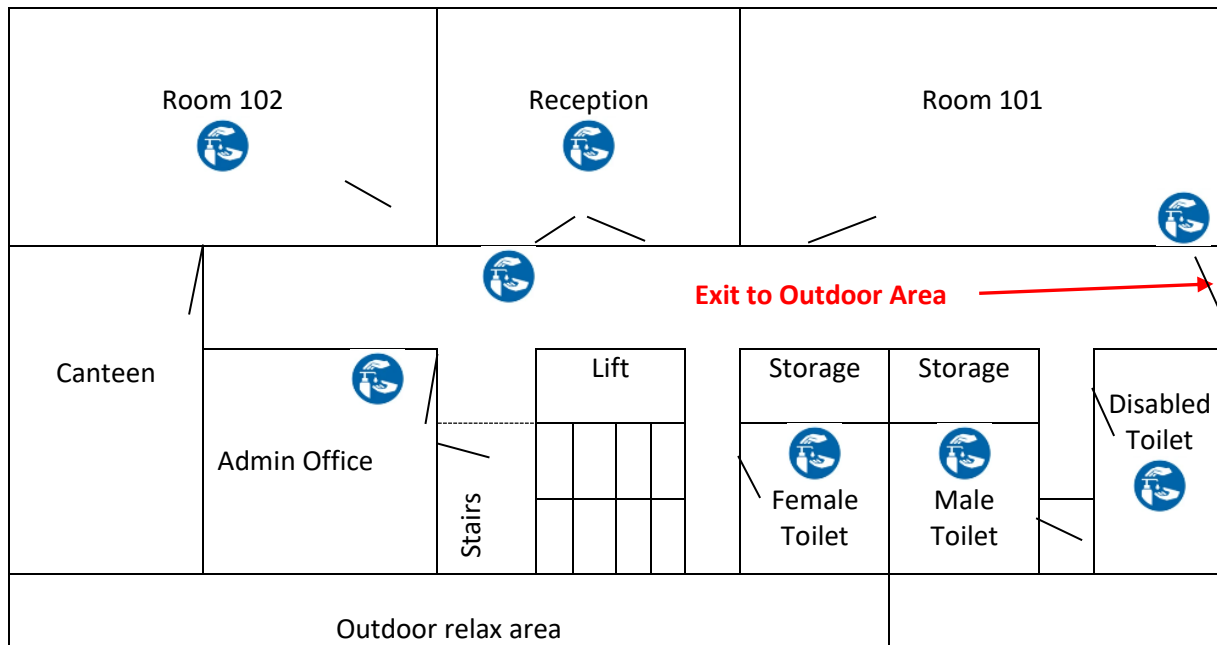 Room 102
Reception
Room 101
Exit to Outdoor Area
Canteen
Lift
Storage
Storage
Disabled
Toilet
Admin Office
Stairs
Female
Toilet
Male
Toilet
Outdoor relax area